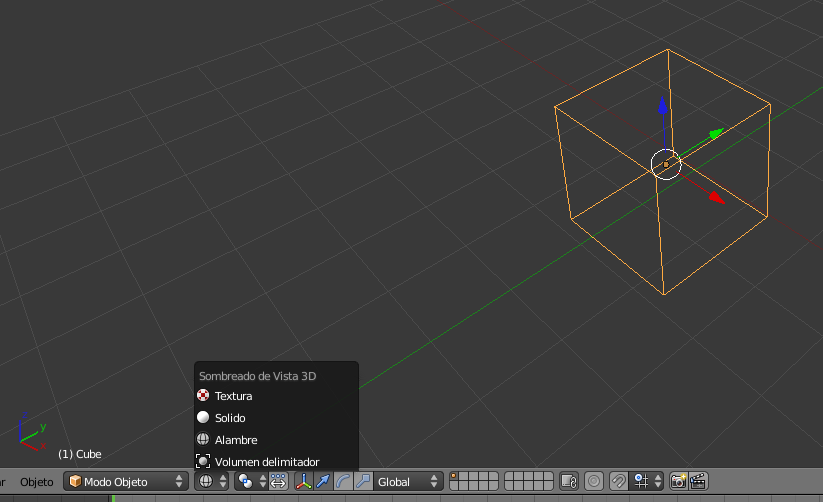 Sombreado de Vista 3D
Textura
Solido
Alambre
Volumen delimitador
z
y
x
(1) Cube
ar Objeto Modo Objeto Global